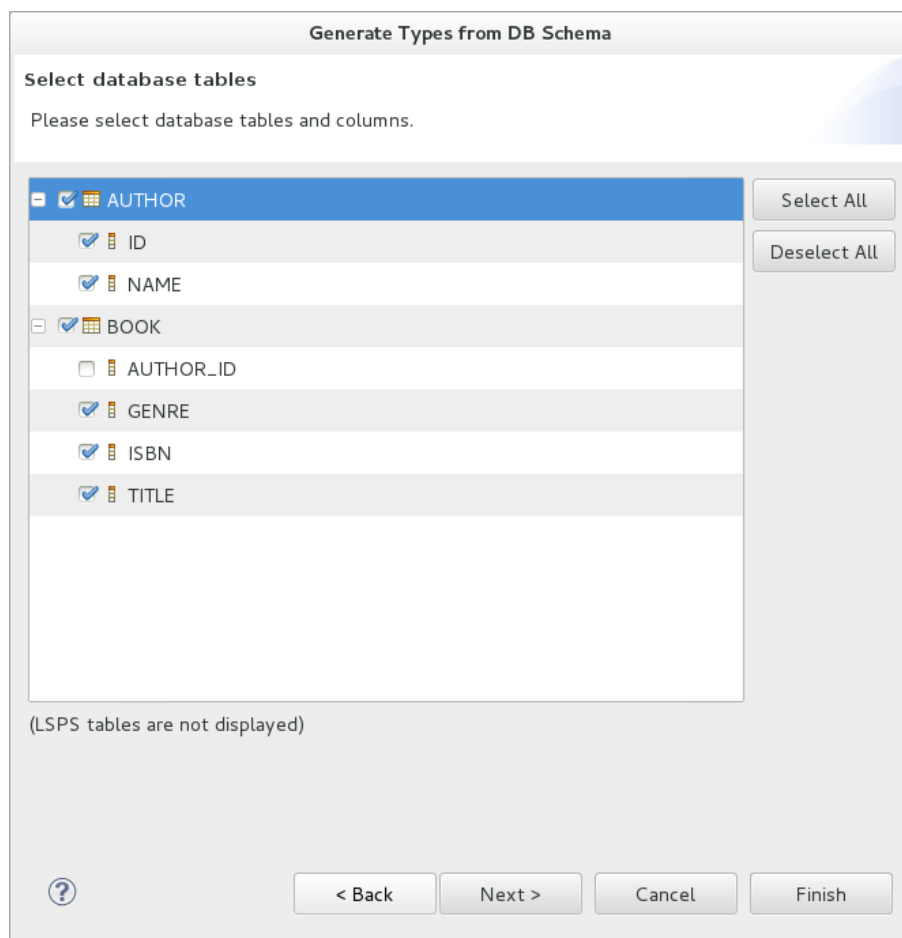 Generate Types from DB Schema
Select database tables
Please select database tables and columns.
AUTHOR
ID
NAME
BOOK
AUTHOR_ID
GENRE
ISBN
TITLE
Select All
Deselect All
(LSPS tables are not displayed)
?
< Back
Next >
Cancel
Finish